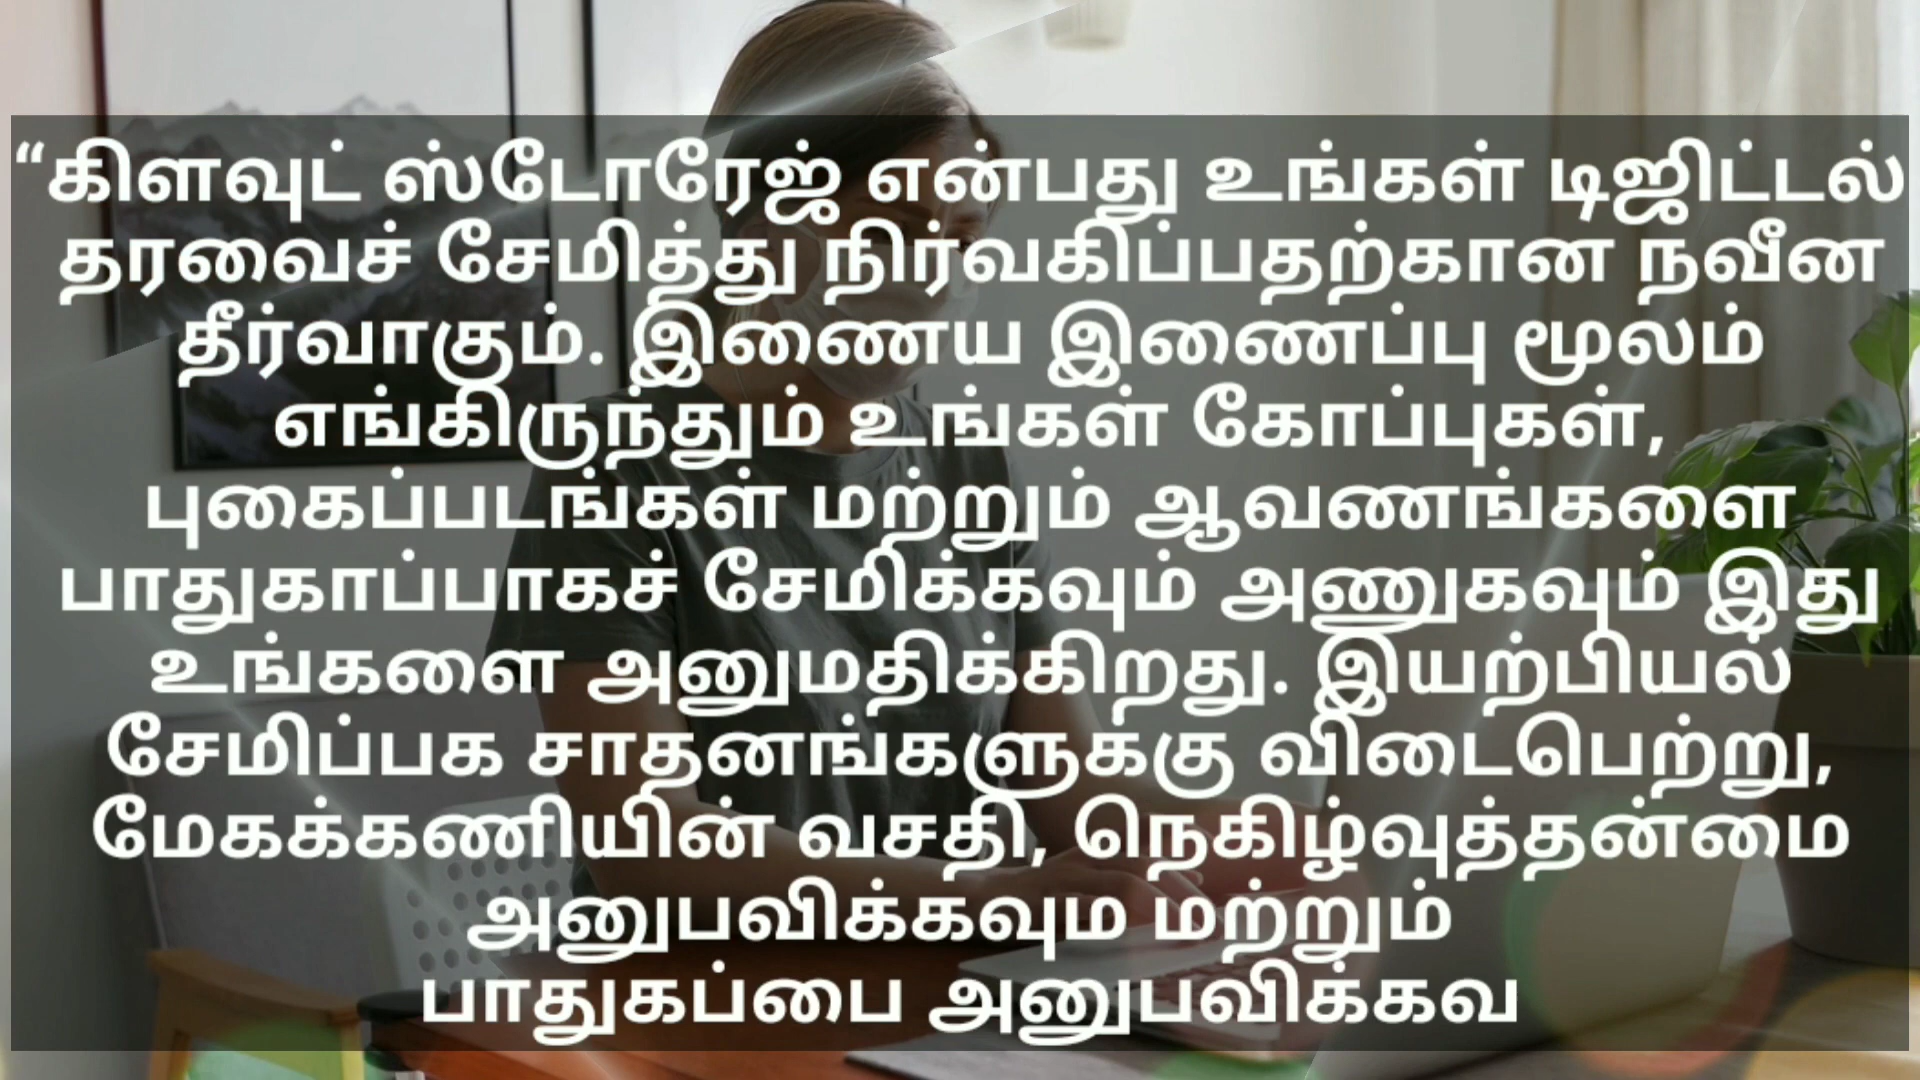 “கிளவுட் ஸ்டோரேஜ் என்பது உங்கள் டிஜிட்டல்
தரவைச் சேமித்து நிர்வகிப்பதற்கான நவீன
தீர்வாகும். இணைய இணைப்பு மூலம்
எங்கிருந்தும் உங்கள் கோப்புகள்,
புகைப்படங்கள் மற்றும் ஆவணங்களை
பாதுகாப்பாகச் சேமிக்கவும் அணுகவும் இது
உங்களை அனுமதிக்கிறது. இயற்பியல்
சேமிப்பக சாதனங்களுக்கு விடைபெற்று,
மேகக்கணியின் வசதி, நெகிழ்வுத்தன்மை
அனுபவிக்கவும மற்றும்
பாதுகப்பை அனுபவிக்கவ